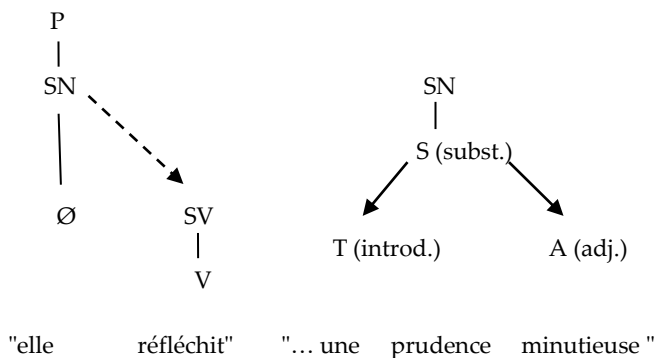 P
SN SN
S (subst.)
Ø SV T (introd.) A (adj.)
V
"elle réfléchit" "… une prudence minutieuse "